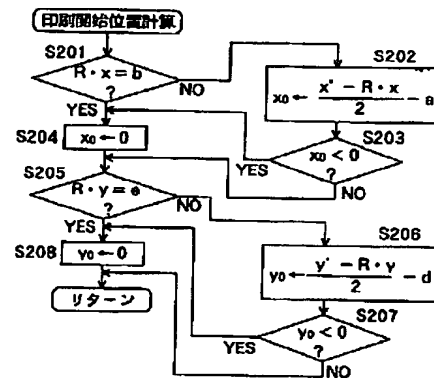 印刷開始位置計算
S201
R・x=b
?
YES
NO
S202
x₀ ← (x' − R・x)/2 − a
S203
x₀<0
?
YES
NO
S204
x₀←0
S205
R・y=e
?
YES
NO
S206
y₀ ← (y' − R・y)/2 − d
S207
y₀<0
?
YES
NO
S208
y₀←0
リターン